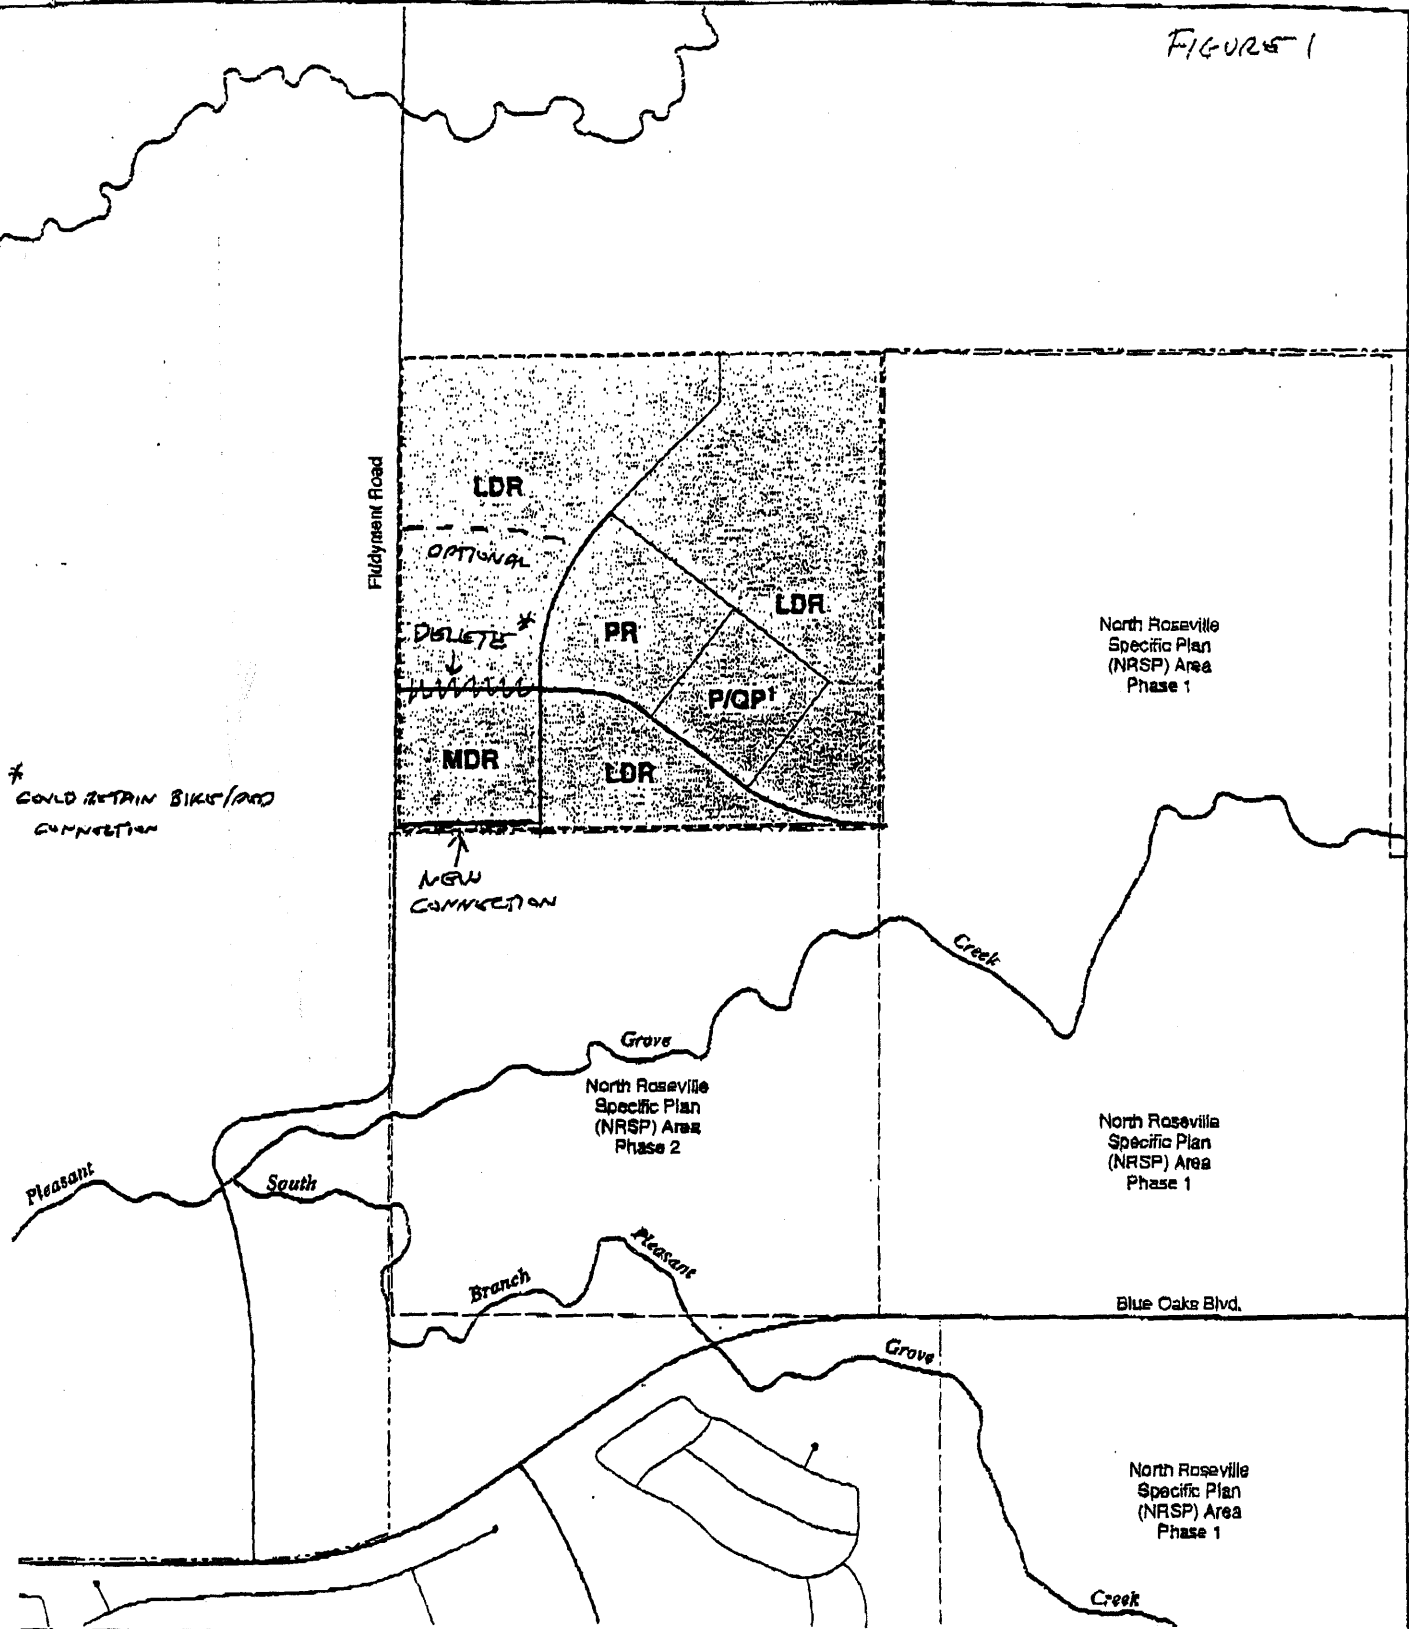 FIGURE 1
Fiddyment Road
LDR
OPTIONAL
DELETE *
PR
LDR
P/QP¹
MDR
LDR
*
COULD RETAIN BIKE/PED
CONNECTION
NEW
CONNECTION
North Roseville
Specific Plan
(NRSP) Area
Phase 1
Creek
Grove
North Roseville
Specific Plan
(NRSP) Area
Phase 2
North Roseville
Specific Plan
(NRSP) Area
Phase 1
Pleasant
South
Pleasant
Branch
Blue Oaks Blvd.
Grove
North Roseville
Specific Plan
(NRSP) Area
Phase 1
Creek